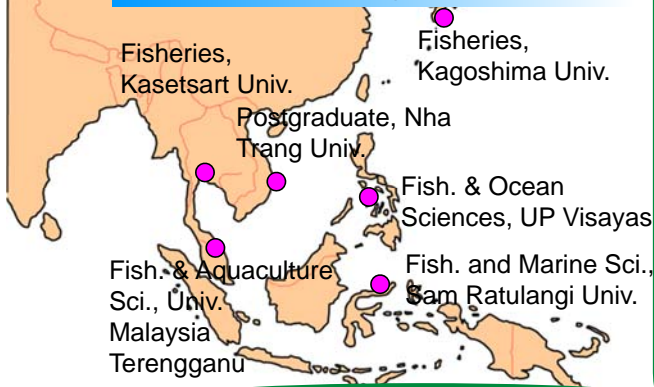 Fisheries,
Kasetsart Univ.
Fisheries,
Kagoshima Univ.
Postgraduate, Nha
Trang Univ.
Fish. & Ocean
Sciences, UP Visayas
Fish. & Aquaculture
Sci., Univ.
Malaysia
Terengganu
Fish. and Marine Sci.,
Sam Ratulangi Univ.